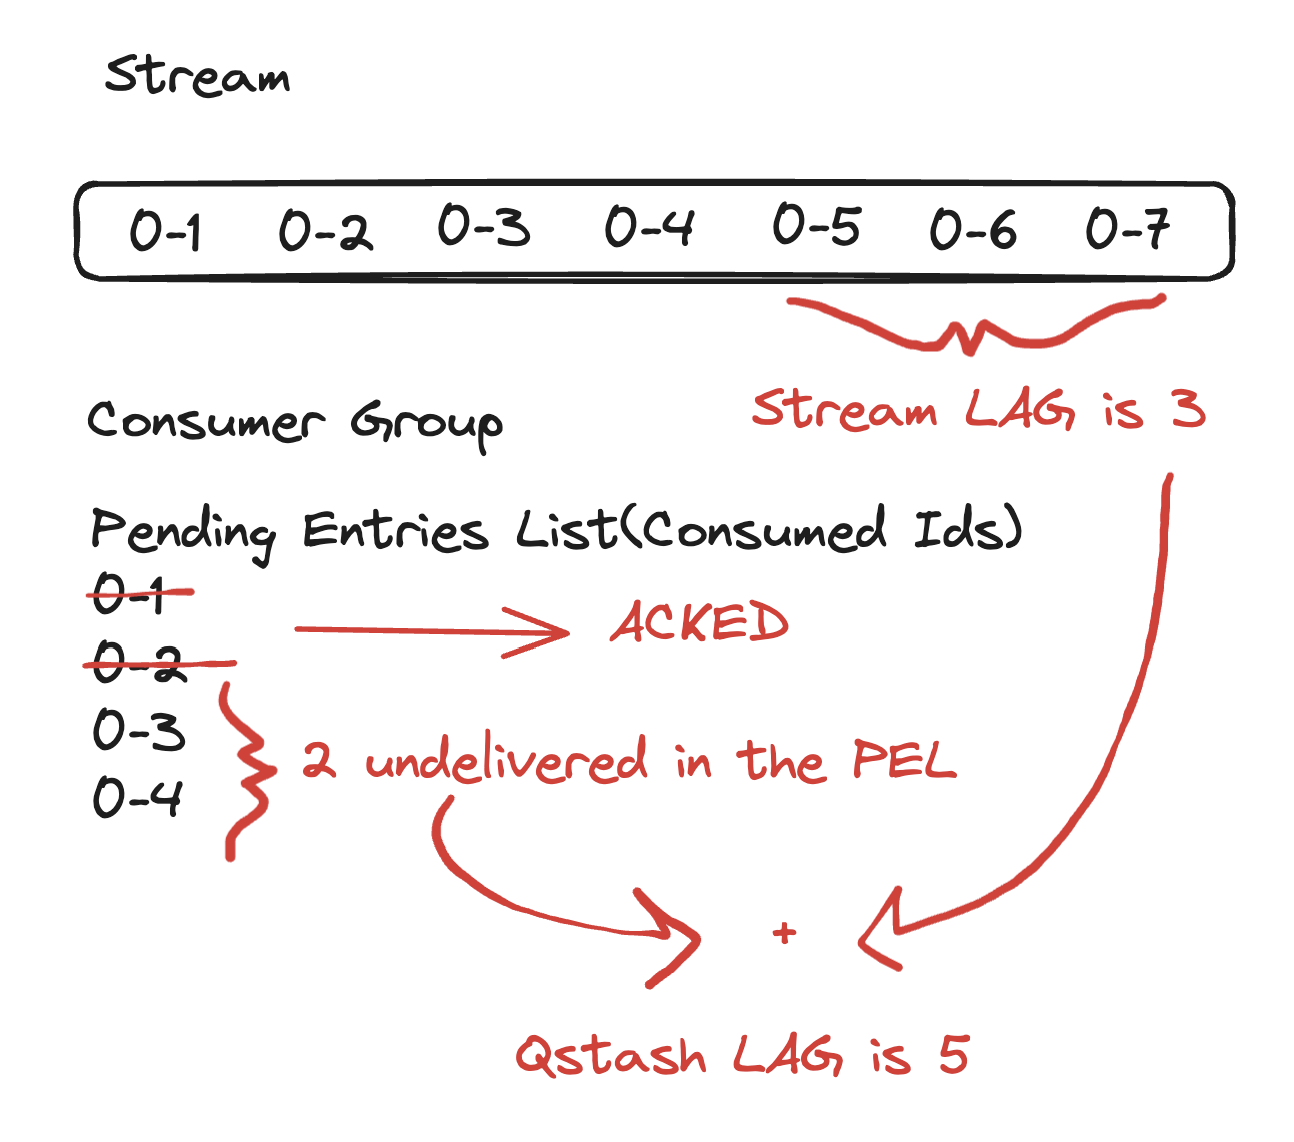 Stream
0-1 0-2 0-3 0-4 0-5 0-6 0-7
Stream LAG is 3
Consumer Group
Pending Entries List(Consumed Ids)
0-1
ACKED
0-2
0-3
2 undelivered in the PEL
0-4
+
Qstash LAG is 5